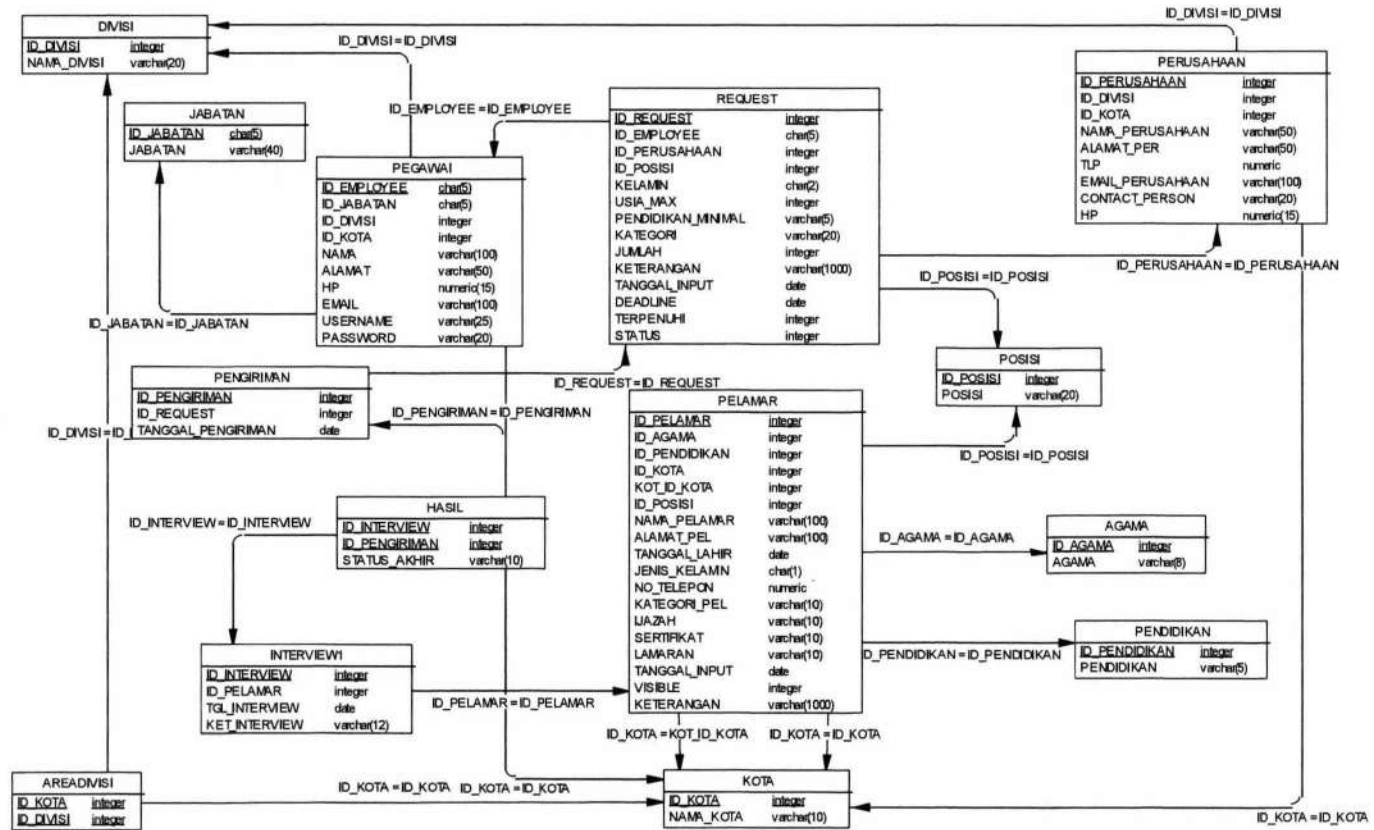 ID_DIVISI = ID_DIVISI
DIVISI
ID_DIVISI integer
NAMA_DIVISI varchar(20)
ID_DIVISI = ID_DIVISI
PERUSAHAAN
ID_PERUSAHAAN integer
ID_DIVISI integer
ID_KOTA integer
NAMA_PERUSAHAAN varchar(50)
ALAMAT_PER varchar(50)
TLP numeric
EMAIL_PERUSAHAAN varchar(100)
CONTACT_PERSON varchar(20)
HP numeric(15)
JABATAN
ID_JABATAN char(5)
JABATAN varchar(40)
ID_EMPLOYEE = ID_EMPLOYEE
REQUEST
ID_REQUEST integer
ID_EMPLOYEE char(5)
ID_PERUSAHAAN integer
ID_POSISI integer
KELAMIN char(2)
USIA_MAX integer
PENDIDIKAN_MINIMAL varchar(5)
KATEGORI varchar(20)
JUMLAH integer
KETERANGAN varchar(1000)
TANGGAL_INPUT date
DEADLINE date
TERPENUHI integer
STATUS integer
PEGAWAI
ID_EMPLOYEE char(5)
ID_JABATAN char(5)
ID_DIVISI integer
ID_KOTA integer
NAMA varchar(100)
ALAMAT varchar(50)
HP numeric(15)
EMAIL varchar(100)
USERNAME varchar(25)
PASSWORD varchar(20)
ID_PERUSAHAAN = ID_PERUSAHAAN
ID_POSISI = ID_POSISI
ID_JABATAN = ID_JABATAN
POSISI
ID_POSISI integer
POSISI varchar(20)
PENGIRIMAN
ID_PENGIRIMAN integer
ID_REQUEST integer
TANGGAL_PENGIRIMAN date
ID_REQUEST = ID_REQUEST
ID_PENGIRIMAN = ID_PENGIRIMAN
ID_DIVISI = ID_
PELAMAR
ID_PELAMAR integer
ID_AGAMA integer
ID_PENDIDIKAN integer
ID_KOTA integer
KOT_ID_KOTA integer
ID_POSISI integer
NAMA_PELAMAR varchar(100)
ALAMAT_PEL varchar(100)
TANGGAL_LAHIR date
JENIS_KELAMIN char(1)
NO_TELEPON numeric
KATEGORI_PEL varchar(10)
IJAZAH varchar(10)
SERTIFIKAT varchar(10)
LAMARAN varchar(10)
TANGGAL_INPUT date
VISIBLE integer
KETERANGAN varchar(1000)
ID_POSISI = ID_POSISI
HASIL
ID_INTERVIEW integer
ID_PENGIRIMAN integer
STATUS_AKHIR varchar(10)
ID_INTERVIEW = ID_INTERVIEW
ID_AGAMA = ID_AGAMA
AGAMA
ID_AGAMA integer
AGAMA varchar(8)
ID_PENDIDIKAN = ID_PENDIDIKAN
PENDIDIKAN
ID_PENDIDIKAN integer
PENDIDIKAN varchar(5)
INTERVIEW1
ID_INTERVIEW integer
ID_PELAMAR integer
TGL_INTERVIEW date
KET_INTERVIEW varchar(12)
ID_PELAMAR = ID_PELAMAR
ID_KOTA = KOT_ID_KOTA
ID_KOTA = ID_KOTA
AREADIVISI
ID_KOTA integer
ID_DIVISI integer
ID_KOTA = ID_KOTA
ID_KOTA = ID_KOTA
KOTA
ID_KOTA integer
NAMA_KOTA varchar(10)
ID_KOTA = ID_KOTA